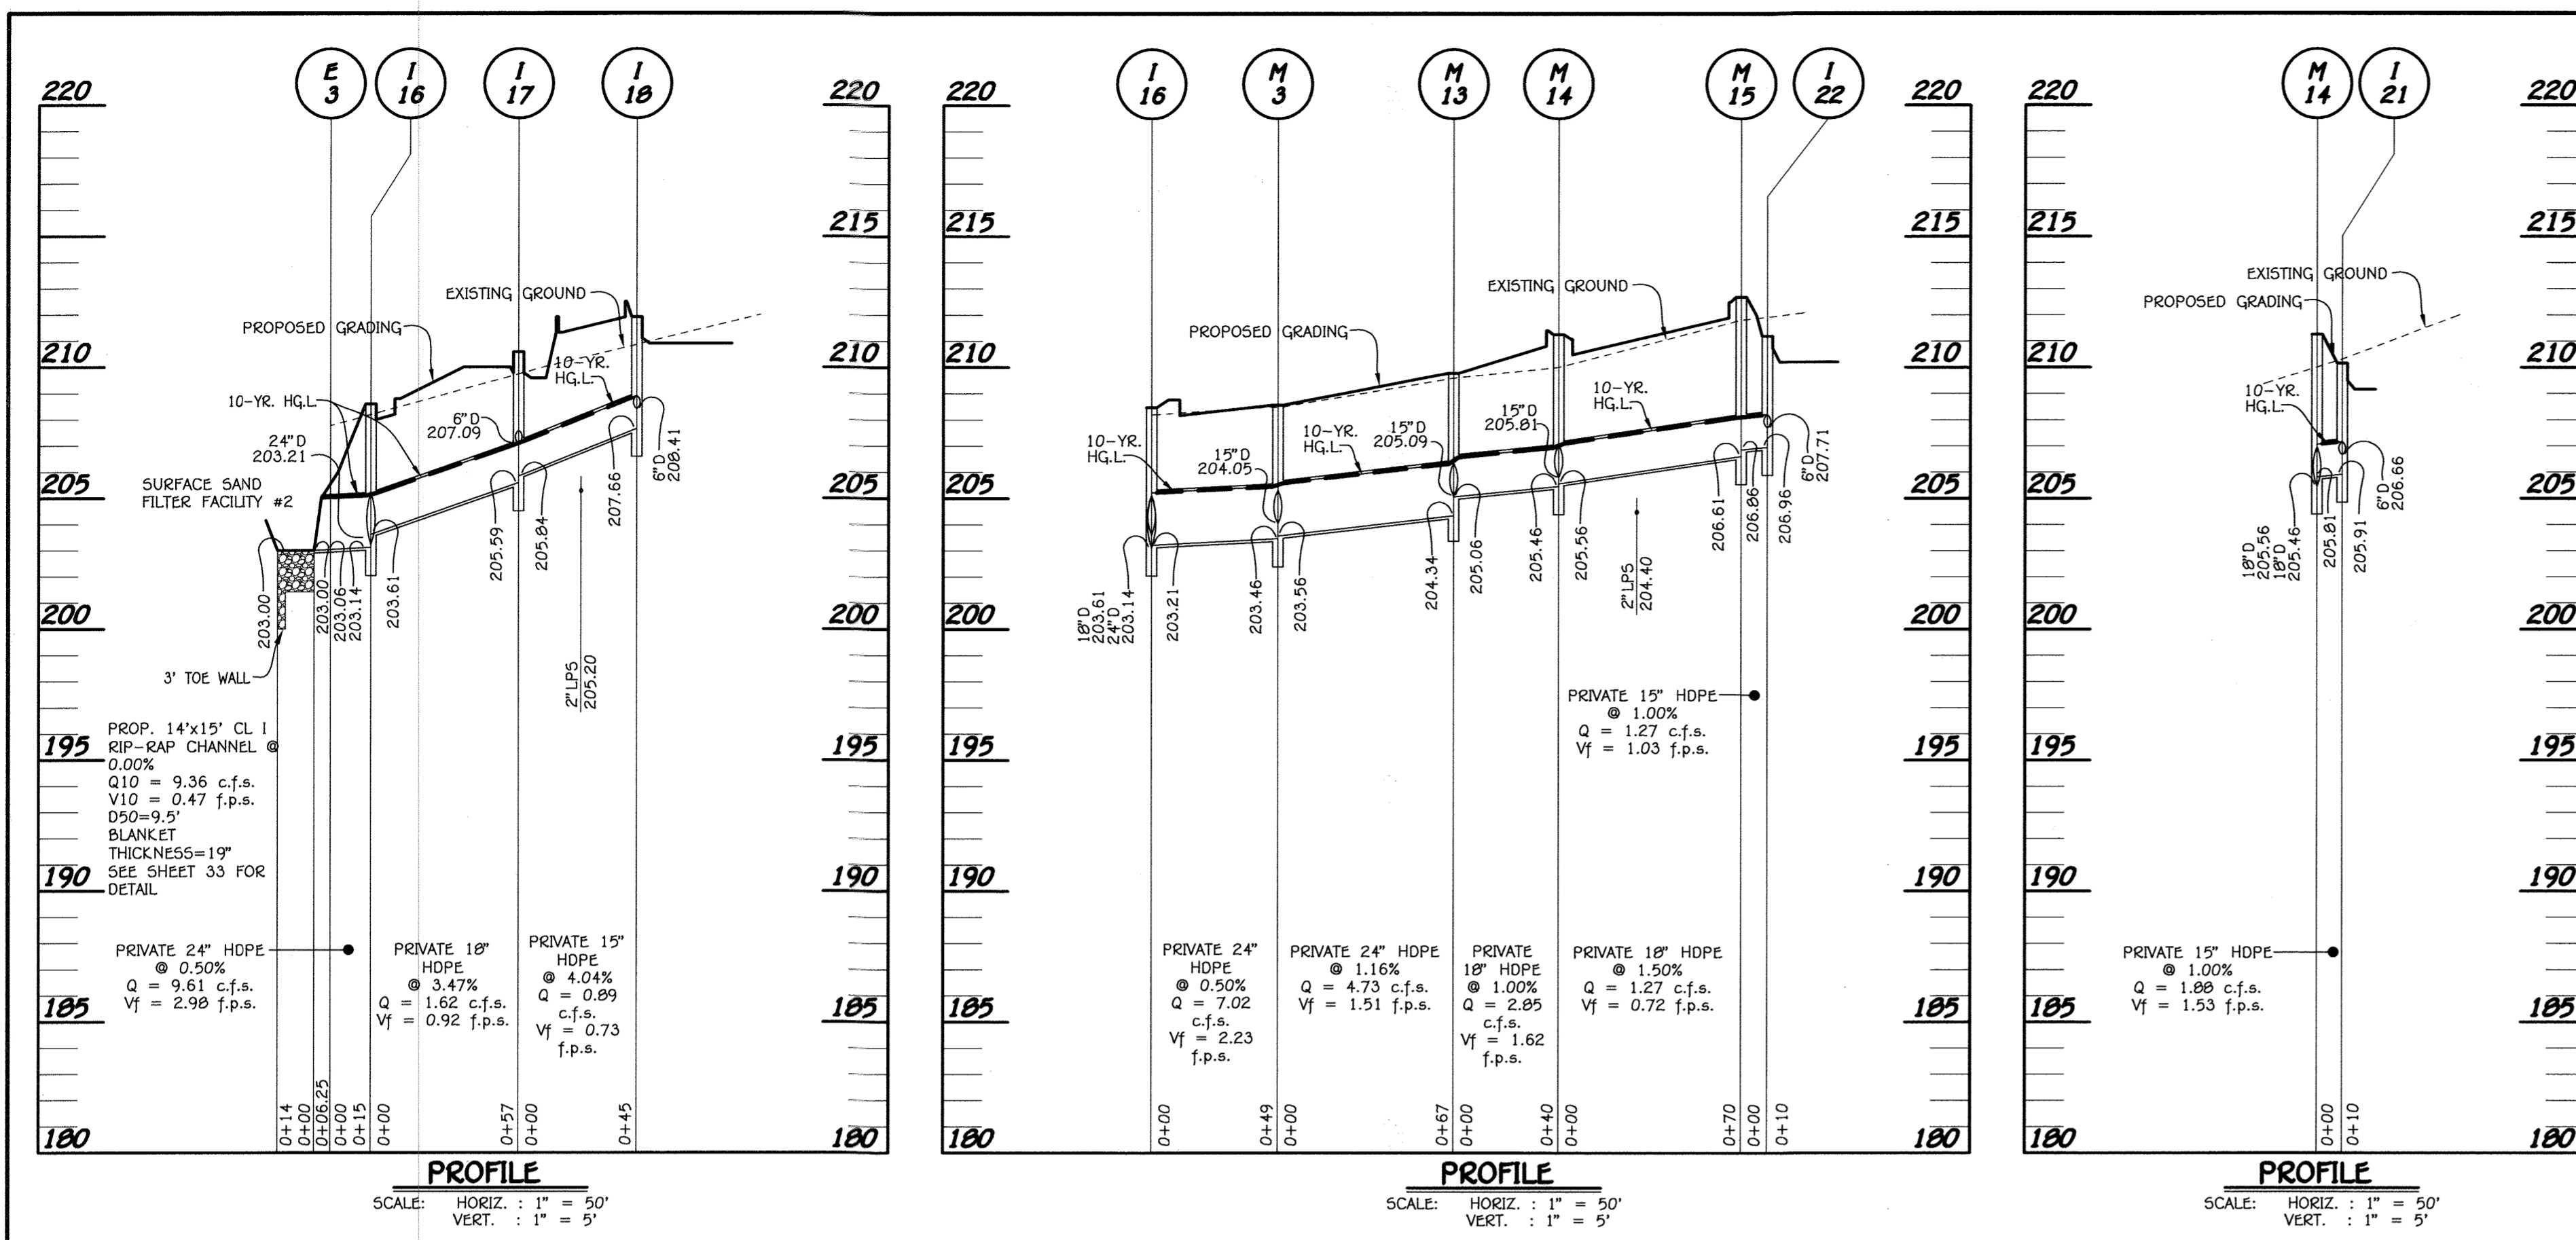 E
3
I
16
I
17
I
18
220
220
215
215
210
210
205
205
200
200
195
195
190
190
185
185
180
180
EXISTING GROUND
PROPOSED GRADING
10-YR.
HG.L.
10-YR. HG.L.
6"D
207.09
24"D
203.21
SURFACE SAND
FILTER FACILITY #2
203.00
203.00
203.06
203.14
203.61
205.59
205.84
207.66
6"D
208.41
2"LPS
205.20
3' TOE WALL
PROP. 14'x15' CL I
RIP-RAP CHANNEL @
0.00%
Q10 = 9.36 c.f.s.
V10 = 0.47 f.p.s.
D50=9.5'
BLANKET
THICKNESS=19"
SEE SHEET 33 FOR
DETAIL
PRIVATE 24" HDPE
@ 0.50%
Q = 9.61 c.f.s.
Vf = 2.98 f.p.s.
PRIVATE 18"
HDPE
@ 3.47%
Q = 1.62 c.f.s.
Vf = 0.92 f.p.s.
PRIVATE 15"
HDPE
@ 4.04%
Q = 0.89
c.f.s.
Vf = 0.73
f.p.s.
0+14
0+00
0+06.25
0+00
0+15
0+00
0+57
0+00
0+45
PROFILE
SCALE: HORIZ. : 1" = 50'
VERT. : 1" = 5'
I
16
M
3
M
13
M
14
M
15
I
22
220
220
215
215
210
210
205
205
200
200
195
195
190
190
185
185
180
180
EXISTING GROUND
PROPOSED GRADING
10-YR.
HG.L.
10-YR.
HG.L.
10-YR.
HG.L.
15"D
204.05
15"D
205.09
15"D
205.81
18"D
203.61
24"D
203.14
203.21
203.46
203.56
204.34
205.06
205.46
205.56
2"LPS
204.40
206.61
206.86
206.96
6"D
207.71
PRIVATE 15" HDPE
@ 1.00%
Q = 1.27 c.f.s.
Vf = 1.03 f.p.s.
PRIVATE 24"
HDPE
@ 0.50%
Q = 7.02
c.f.s.
Vf = 2.23
f.p.s.
PRIVATE 24" HDPE
@ 1.16%
Q = 4.73 c.f.s.
Vf = 1.51 f.p.s.
PRIVATE
18" HDPE
@ 1.00%
Q = 2.85
c.f.s.
Vf = 1.62
f.p.s.
PRIVATE 18" HDPE
@ 1.50%
Q = 1.27 c.f.s.
Vf = 0.72 f.p.s.
0+00
0+49
0+00
0+67
0+00
0+40
0+00
0+70
0+00
0+10
PROFILE
SCALE: HORIZ. : 1" = 50'
VERT. : 1" = 5'
M
14
I
21
220
220
215
215
210
210
205
205
200
200
195
195
190
190
185
185
180
180
EXISTING GROUND
PROPOSED GRADING
10-YR.
HG.L.
18"D
205.56
18"D
205.46
205.81
205.91
6"D
206.66
PRIVATE 15" HDPE
@ 1.00%
Q = 1.88 c.f.s.
Vf = 1.53 f.p.s.
0+00
0+10
PROFILE
SCALE: HORIZ. : 1" = 50'
VERT. : 1" = 5'